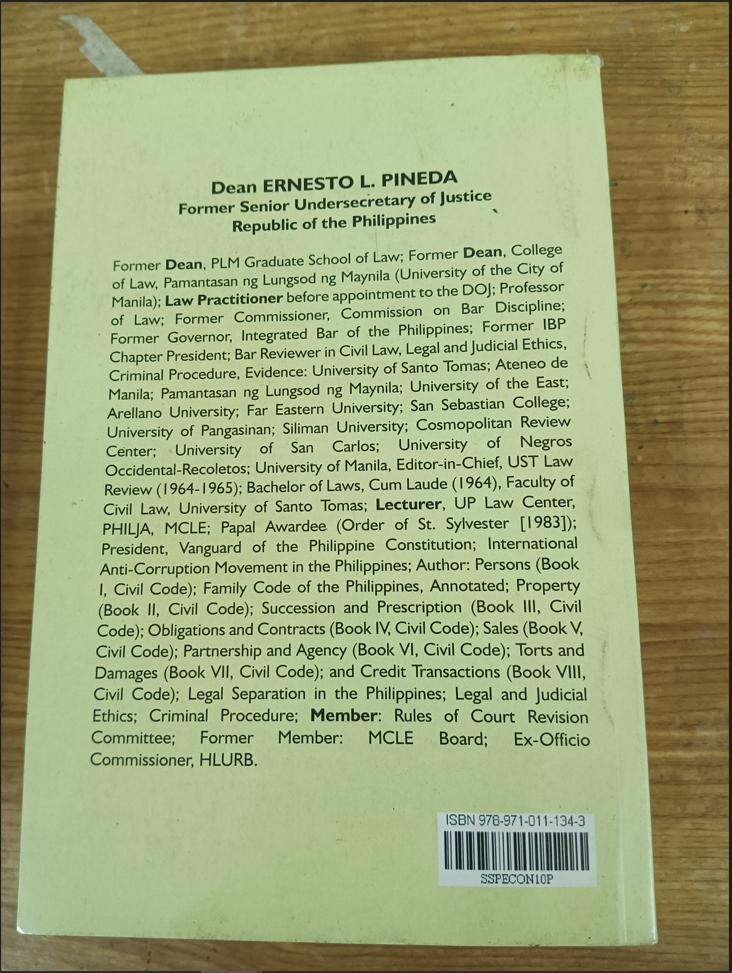 Dean ERNESTO L. PINEDA
Former Senior Undersecretary of Justice
Republic of the Philippines
Former Dean, PLM Graduate School of Law; Former Dean, College
of Law, Pamantasan ng Lungsod ng Maynila (University of the City of
Manila); Law Practitioner before appointment to the DOJ; Professor
of Law; Former Commissioner, Commission on Bar Discipline;
Former Governor, Integrated Bar of the Philippines; Former IBP
Chapter President; Bar Reviewer in Civil Law, Legal and Judicial Ethics,
Criminal Procedure, Evidence: University of Santo Tomas; Ateneo de
Manila; Pamantasan ng Lungsod ng Maynila; University of the East;
Arellano University; Far Eastern University; San Sebastian College;
University of Pangasinan; Siliman University; Cosmopolitan Review
Center; University of San Carlos; University of Negros
Occidental-Recoletos; University of Manila, Editor-in-Chief, UST Law
Review (1964-1965); Bachelor of Laws, Cum Laude (1964), Faculty of
Civil Law, University of Santo Tomas; Lecturer, UP Law Center,
PHILJA, MCLE; Papal Awardee (Order of St. Sylvester [1983]);
President, Vanguard of the Philippine Constitution; International
Anti-Corruption Movement in the Philippines; Author: Persons (Book
I, Civil Code); Family Code of the Philippines, Annotated; Property
(Book II, Civil Code); Succession and Prescription (Book III, Civil
Code); Obligations and Contracts (Book IV, Civil Code); Sales (Book V,
Civil Code); Partnership and Agency (Book VI, Civil Code); Torts and
Damages (Book VII, Civil Code); and Credit Transactions (Book VIII,
Civil Code); Legal Separation in the Philippines; Legal and Judicial
Ethics; Criminal Procedure; Member: Rules of Court Revision
Committee; Former Member: MCLE Board; Ex-Officio
Commissioner, HLURB.
ISBN 978-971-011-134-3
SSPECON10P